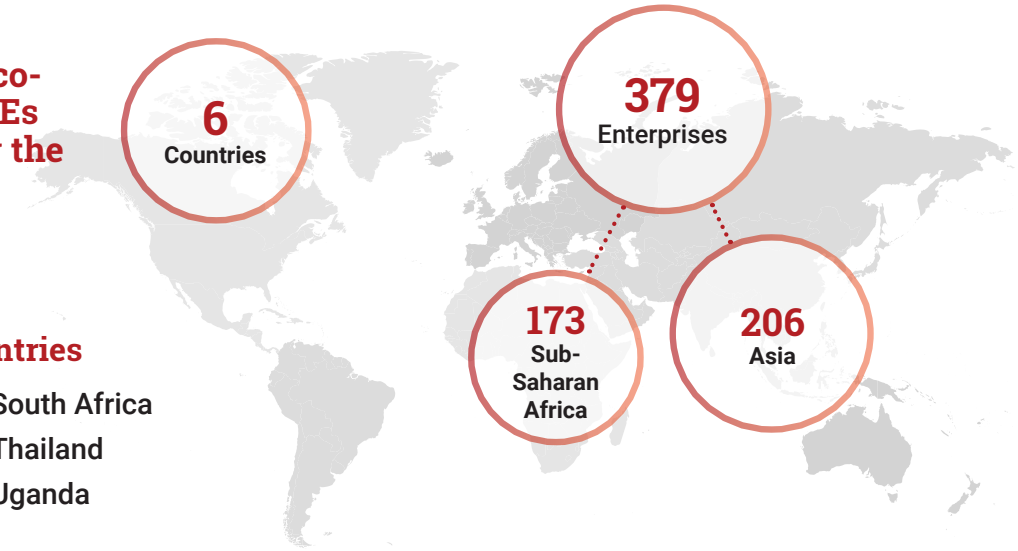 co-
Es
the
6
Countries
379
Enterprises
173
Sub-
Saharan
Africa
206
Asia
ntries
South Africa
Thailand
Uganda